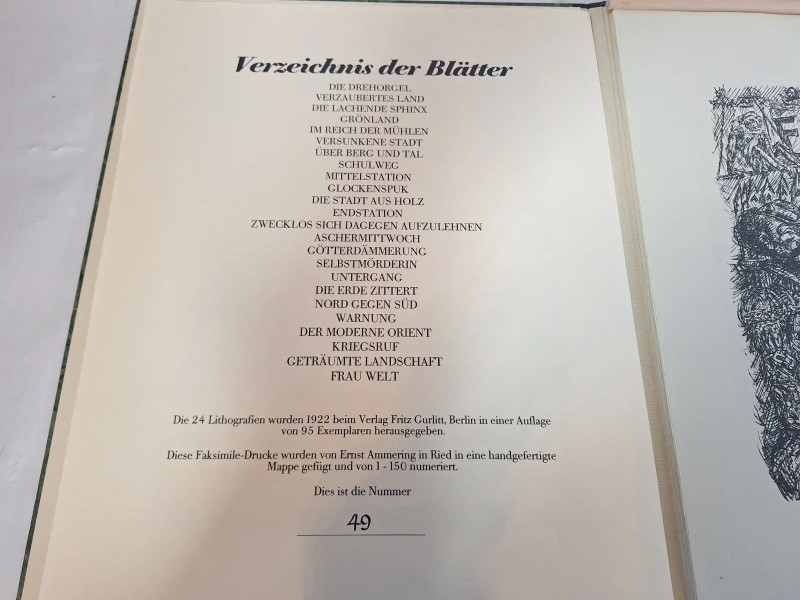 Verzeichnis der Blätter
DIE DREHORGEL
VERZAUBERTES LAND
DIE LACHENDE SPHINX
GRÖNLAND
IM REICH DER MÜHLEN
VERSUNKENE STADT
ÜBER BERG UND TAL
SCHULWEG
MITTELSTATION
GLOCKENSPUK
DIE STADT AUS HOLZ
ENDSTATION
ZWECKLOS SICH DAGEGEN AUFZULEHNEN
ASCHERMITTWOCH
GÖTTERDÄMMERUNG
SELBSTMÖRDERIN
UNTERGANG
DIE ERDE ZITTERT
NORD GEGEN SÜD
WARNUNG
DER MODERNE ORIENT
KRIEGSRUF
GETRÄUMTE LANDSCHAFT
FRAU WELT
Die 24 Lithografien wurden 1922 beim Verlag Fritz Gurlitt, Berlin in einer Auflage
von 95 Exemplaren herausgegeben.
Diese Faksimile-Drucke wurden von Ernst Ammering in Ried in eine handgefertigte
Mappe gefügt und von 1 - 150 numeriert.
Dies ist die Nummer
49